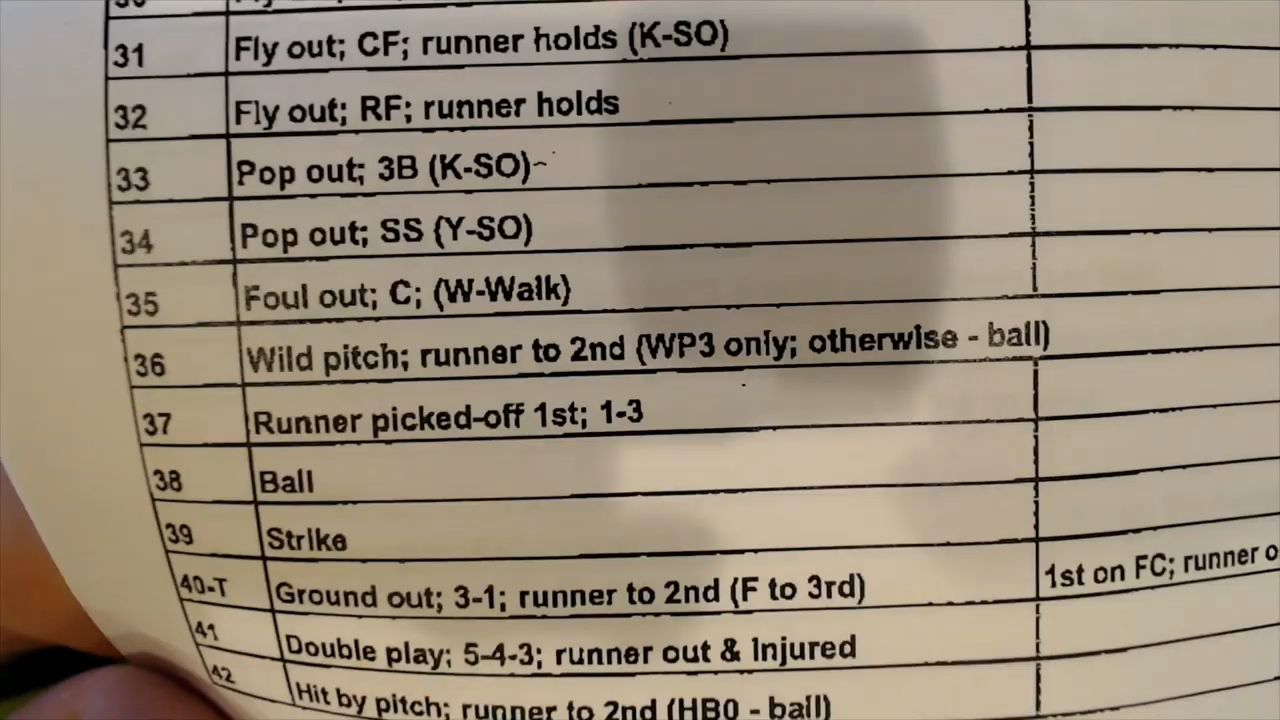 31 Fly out; CF; runner holds (K-SO)
32 Fly out; RF; runner holds
33 Pop out; 3B (K-SO)~
34 Pop out; SS (Y-SO)
35 Foul out; C; (W-Walk)
36 Wild pitch; runner to 2nd (WP3 only; otherwise - ball)
37 Runner picked-off 1st; 1-3
38 Ball
39 Strike
40-T Ground out; 3-1; runner to 2nd (F to 3rd) 1st on FC; runner o
41 Double play; 5-4-3; runner out & Injured
42 Hit by pitch; runner to 2nd (HB0 - ball)